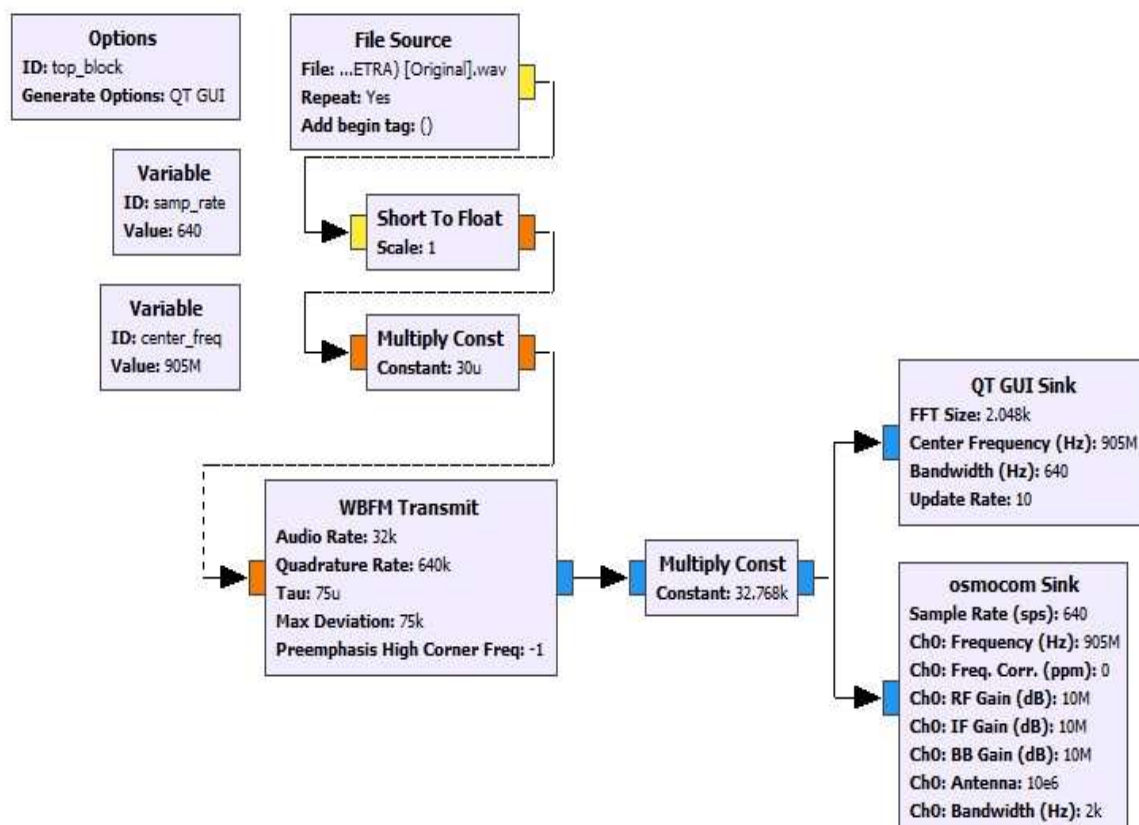 Options
ID: top_block
Generate Options: QT GUI
File Source
File: ...ETRA) [Original].wav
Repeat: Yes
Add begin tag: ()
Variable
ID: samp_rate
Value: 640
Short To Float
Scale: 1
Variable
ID: center_freq
Value: 905M
Multiply Const
Constant: 30u
WBFM Transmit
Audio Rate: 32k
Quadrature Rate: 640k
Tau: 75u
Max Deviation: 75k
Preemphasis High Corner Freq: -1
Multiply Const
Constant: 32.768k
QT GUI Sink
FFT Size: 2.048k
Center Frequency (Hz): 905M
Bandwidth (Hz): 640
Update Rate: 10
osmocom Sink
Sample Rate (sps): 640
Ch0: Frequency (Hz): 905M
Ch0: Freq. Corr. (ppm): 0
Ch0: RF Gain (dB): 10M
Ch0: IF Gain (dB): 10M
Ch0: BB Gain (dB): 10M
Ch0: Antenna: 10e6
Ch0: Bandwidth (Hz): 2k